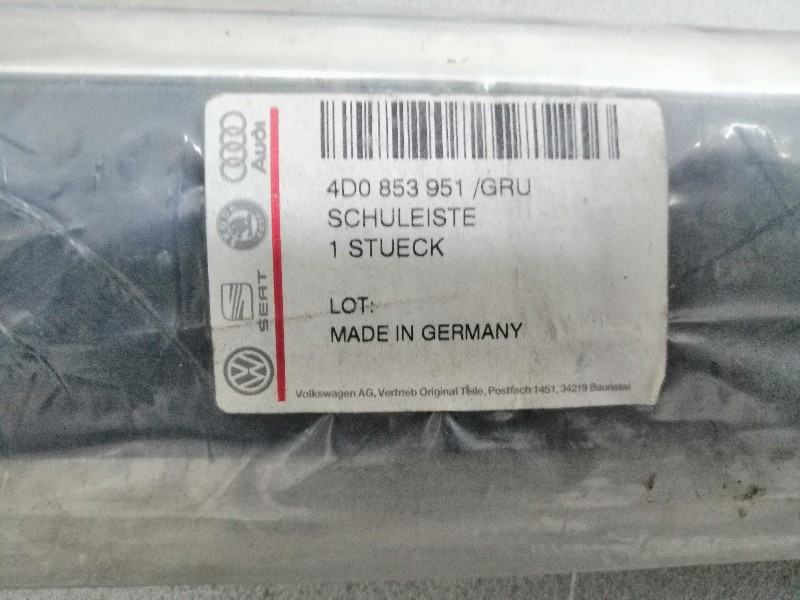 4D0 853 951 /GRU
SCHULEISTE
1 STUECK
LOT:
MADE IN GERMANY
Volkswagen AG, Vertrieb Original Teile, Postfach 1451, 34219 Baunatal
Audi
SEAT